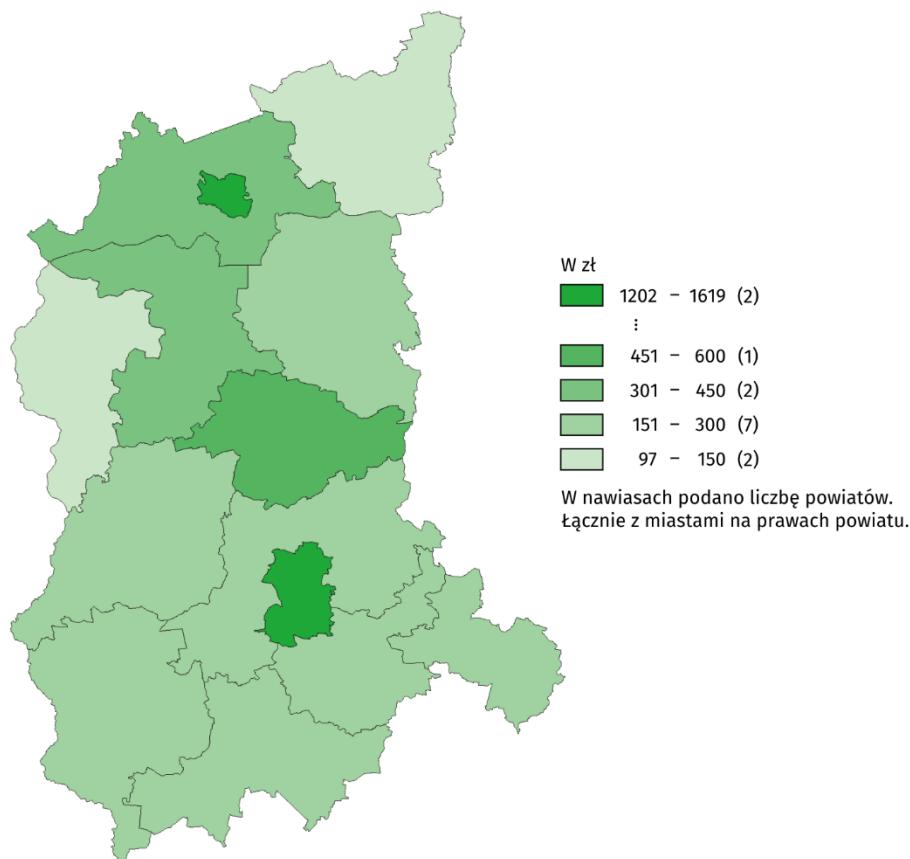 W zł
1202 – 1619 (2)
⋮
451 – 600 (1)
301 – 450 (2)
151 – 300 (7)
97 – 150 (2)
W nawiasach podano liczbę powiatów.
Łącznie z miastami na prawach powiatu.